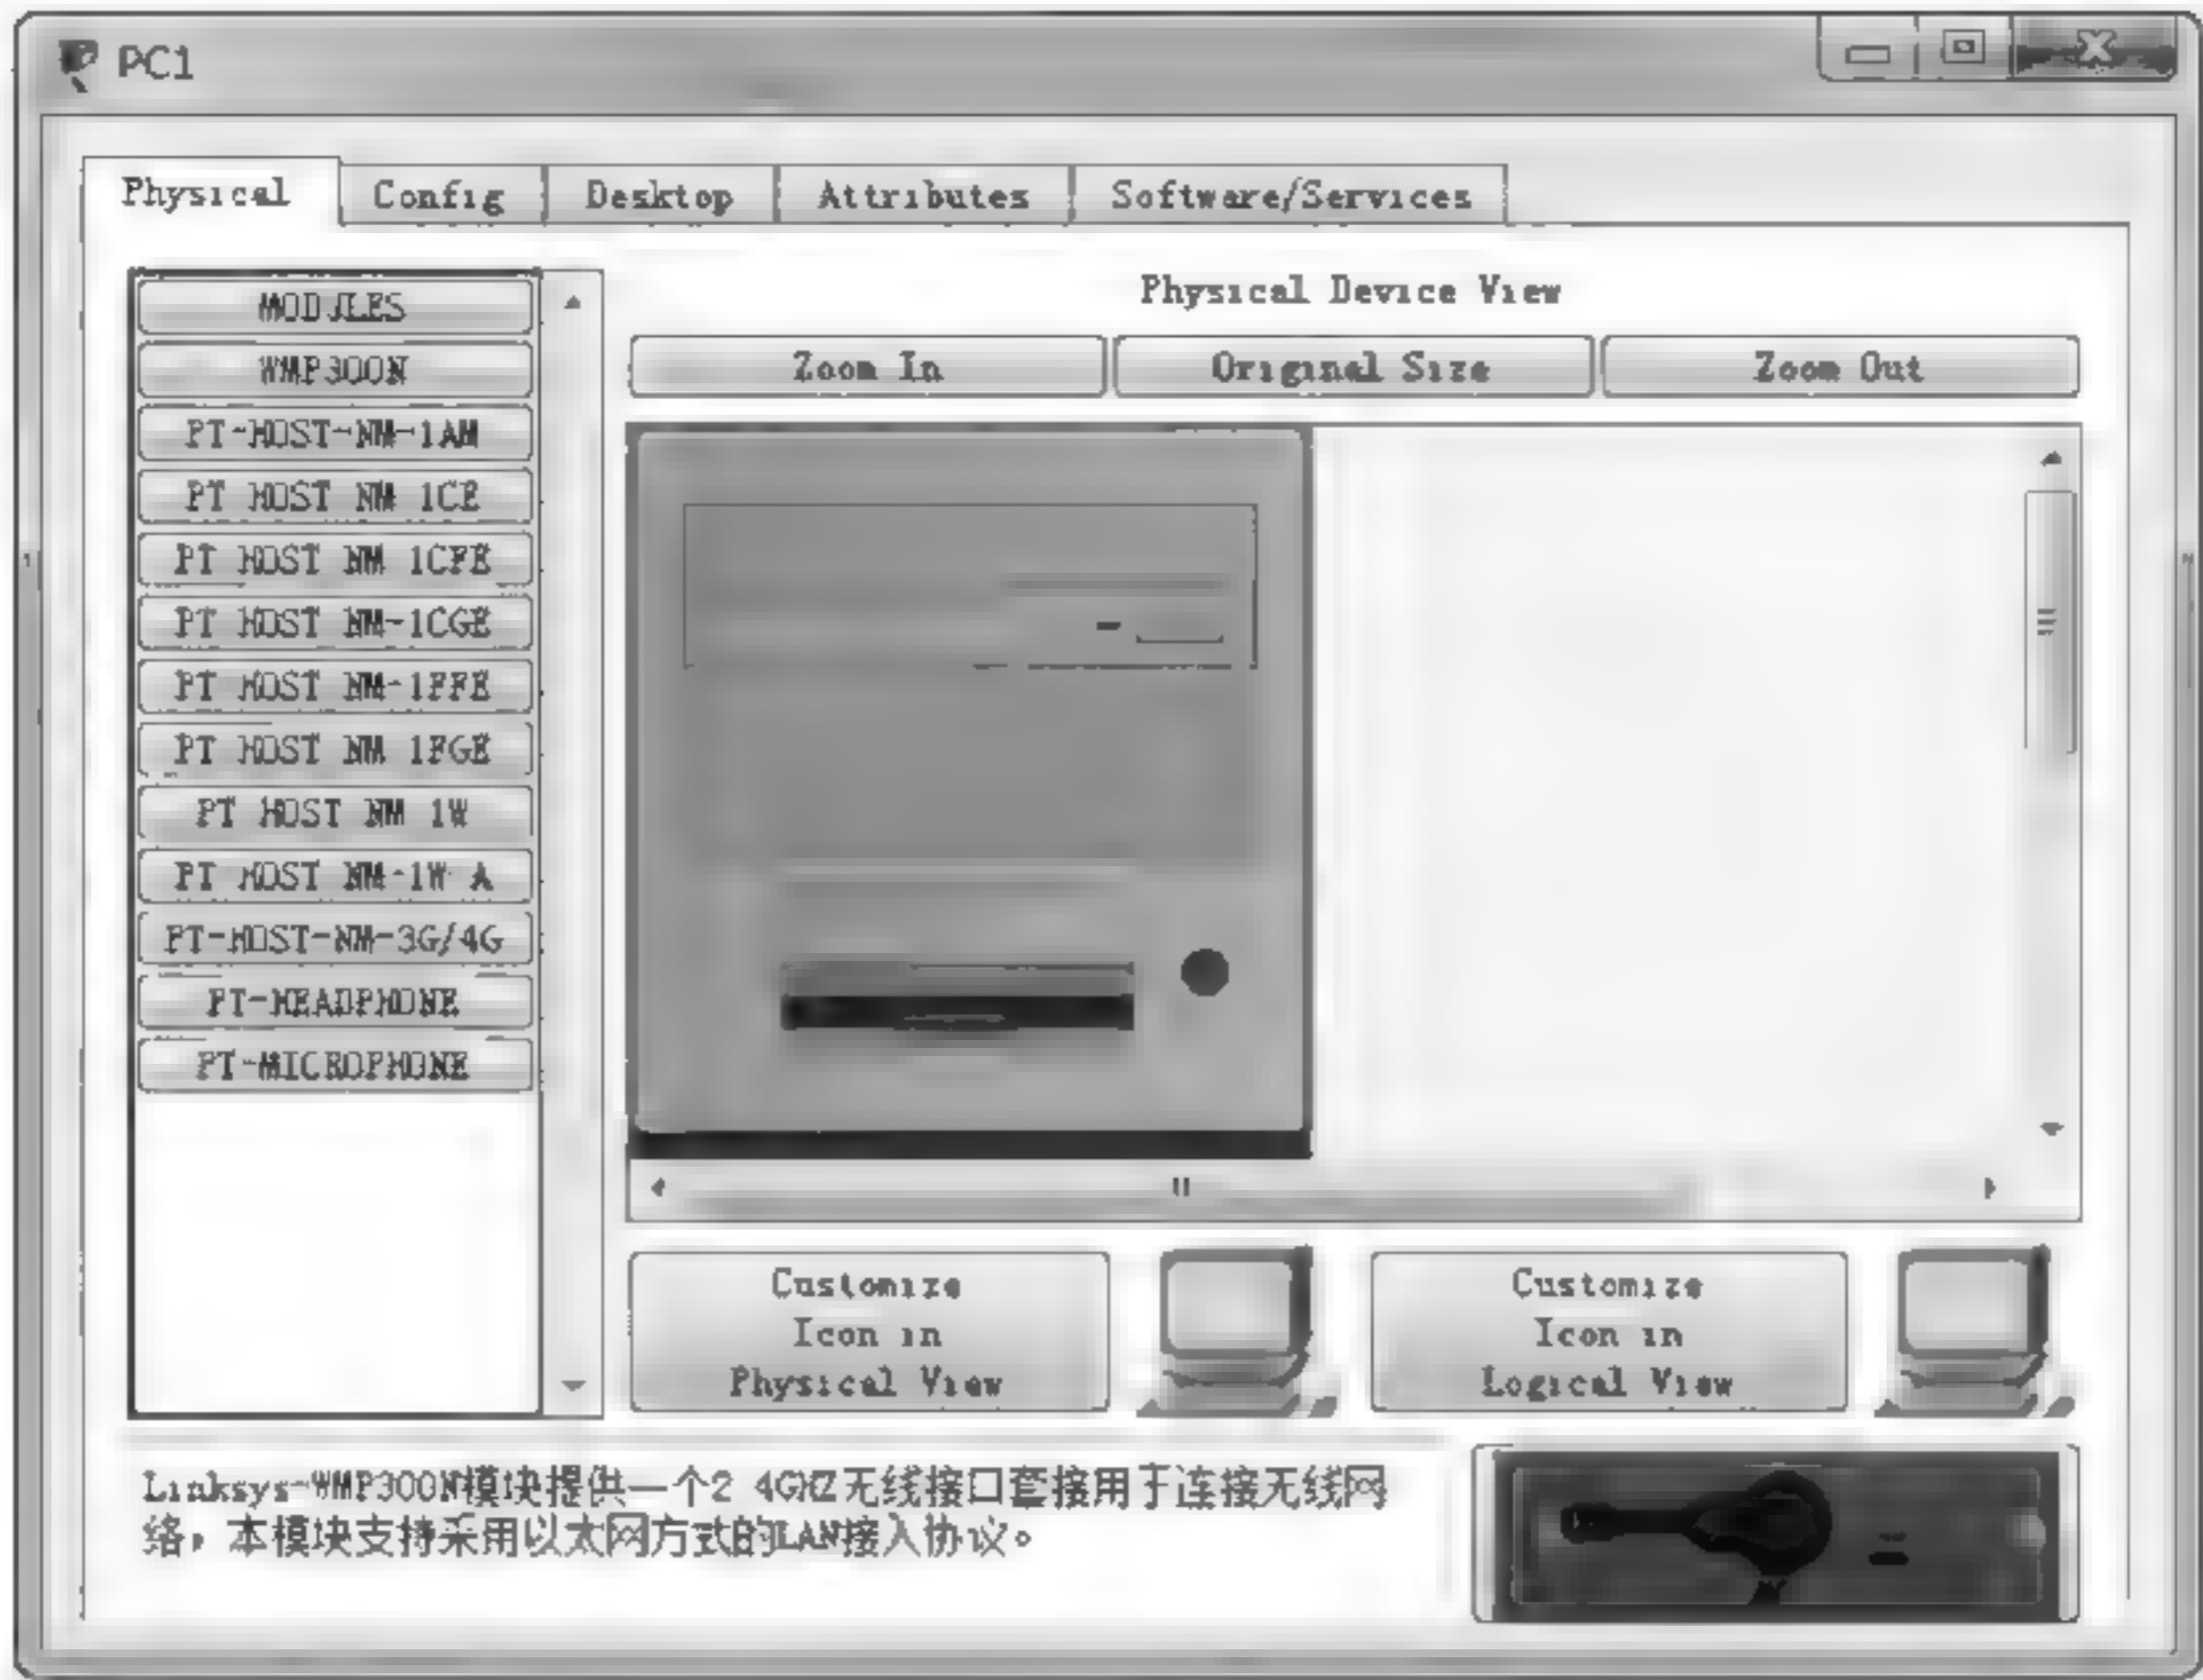 PC1
Physical
Config
Desktop
Attributes
Software/Services
MODULES
WMP300N
PT-HOST-NM-1AM
PT HOST NM 1CE
PT HOST NM 1CFE
PT HOST NM-1CGE
PT HOST NM-1FFE
PT HOST NM 1FGE
PT HOST NM 1W
PT HOST NM-1W A
PT-HOST-NM-3G/4G
PT-HEADPHONE
PT-MICROPHONE
Physical Device View
Zoom In
Original Size
Zoom Out
Customize
Icon in
Physical View
Customize
Icon in
Logical View
Linksys-WMP300N模块提供一个2 4GHZ无线接口套接用于连接无线网
络，本模块支持采用以太网方式的LAN接入协议。